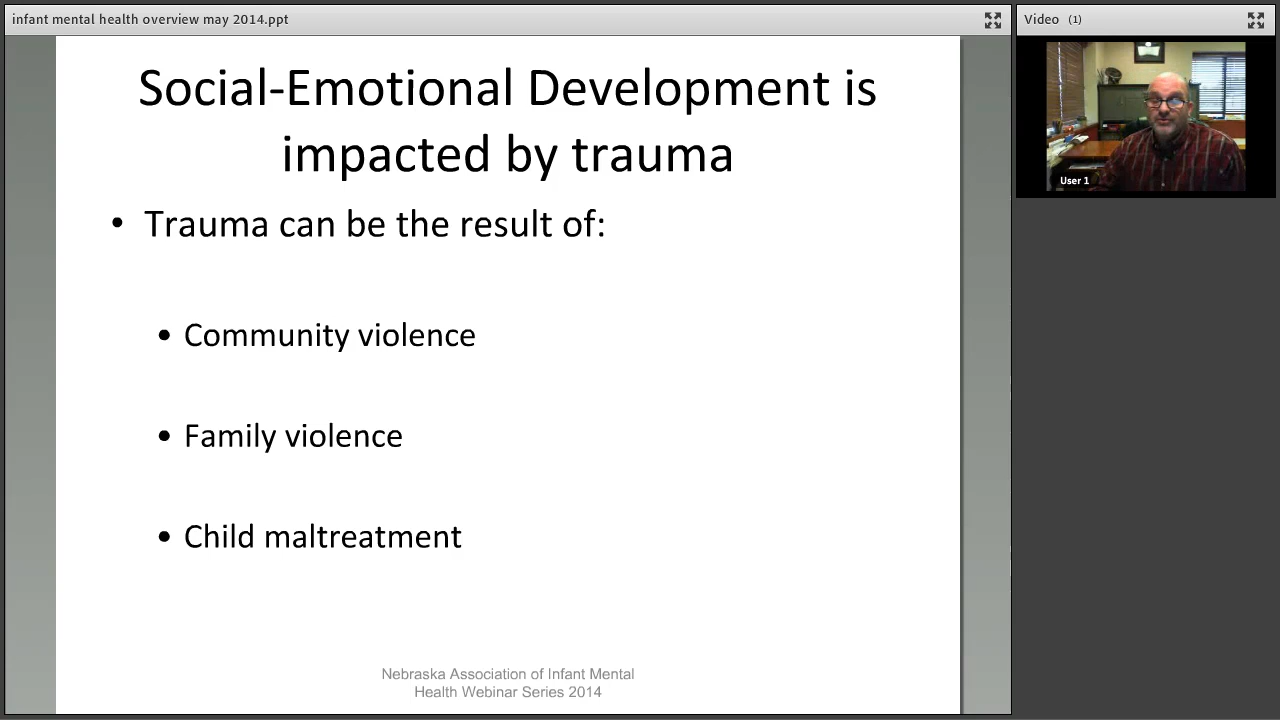 infant mental health overview may 2014.ppt
Video (1)
User 1
Social-Emotional Development is
impacted by trauma
• Trauma can be the result of:
• Community violence
• Family violence
• Child maltreatment
Nebraska Association of Infant Mental
Health Webinar Series 2014